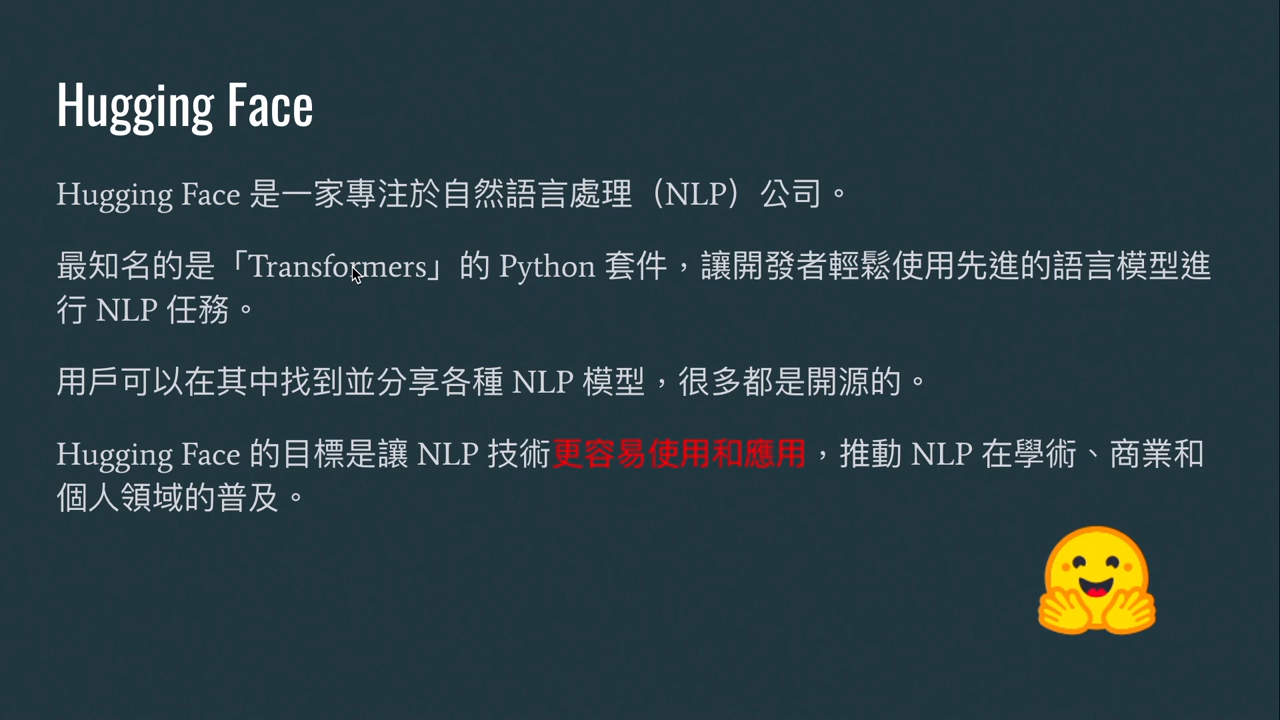 Hugging Face
Hugging Face 是一家專注於自然語言處理（NLP）公司。
最知名的是「Transformers」的 Python 套件，讓開發者輕鬆使用先進的語言模型進
行 NLP 任務。
用戶可以在其中找到並分享各種 NLP 模型，很多都是開源的。
Hugging Face 的目標是讓 NLP 技術更容易使用和應用，推動 NLP 在學術、商業和
個人領域的普及。